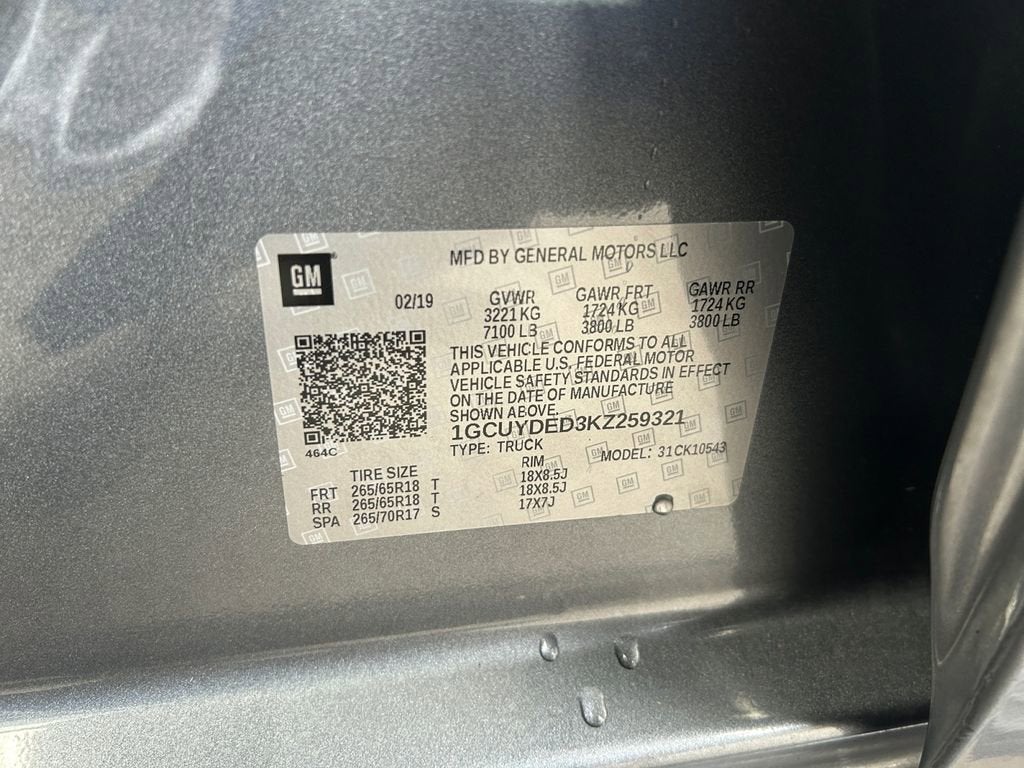 GM
MFD BY GENERAL MOTORS LLC
02/19
GVWR GAWR FRT GAWR RR
3221 KG 1724 KG 1724 KG
7100 LB 3800 LB 3800 LB
THIS VEHICLE CONFORMS TO ALL
APPLICABLE U.S. FEDERAL MOTOR
VEHICLE SAFETY STANDARDS IN EFFECT
ON THE DATE OF MANUFACTURE
SHOWN ABOVE.
1GCUYDED3KZ259321
TYPE: TRUCK MODEL: 31CK10543
464C
TIRE SIZE RIM
FRT 265/65R18 T 18X8.5J
RR 265/65R18 T 18X8.5J
SPA 265/70R17 S 17X7J